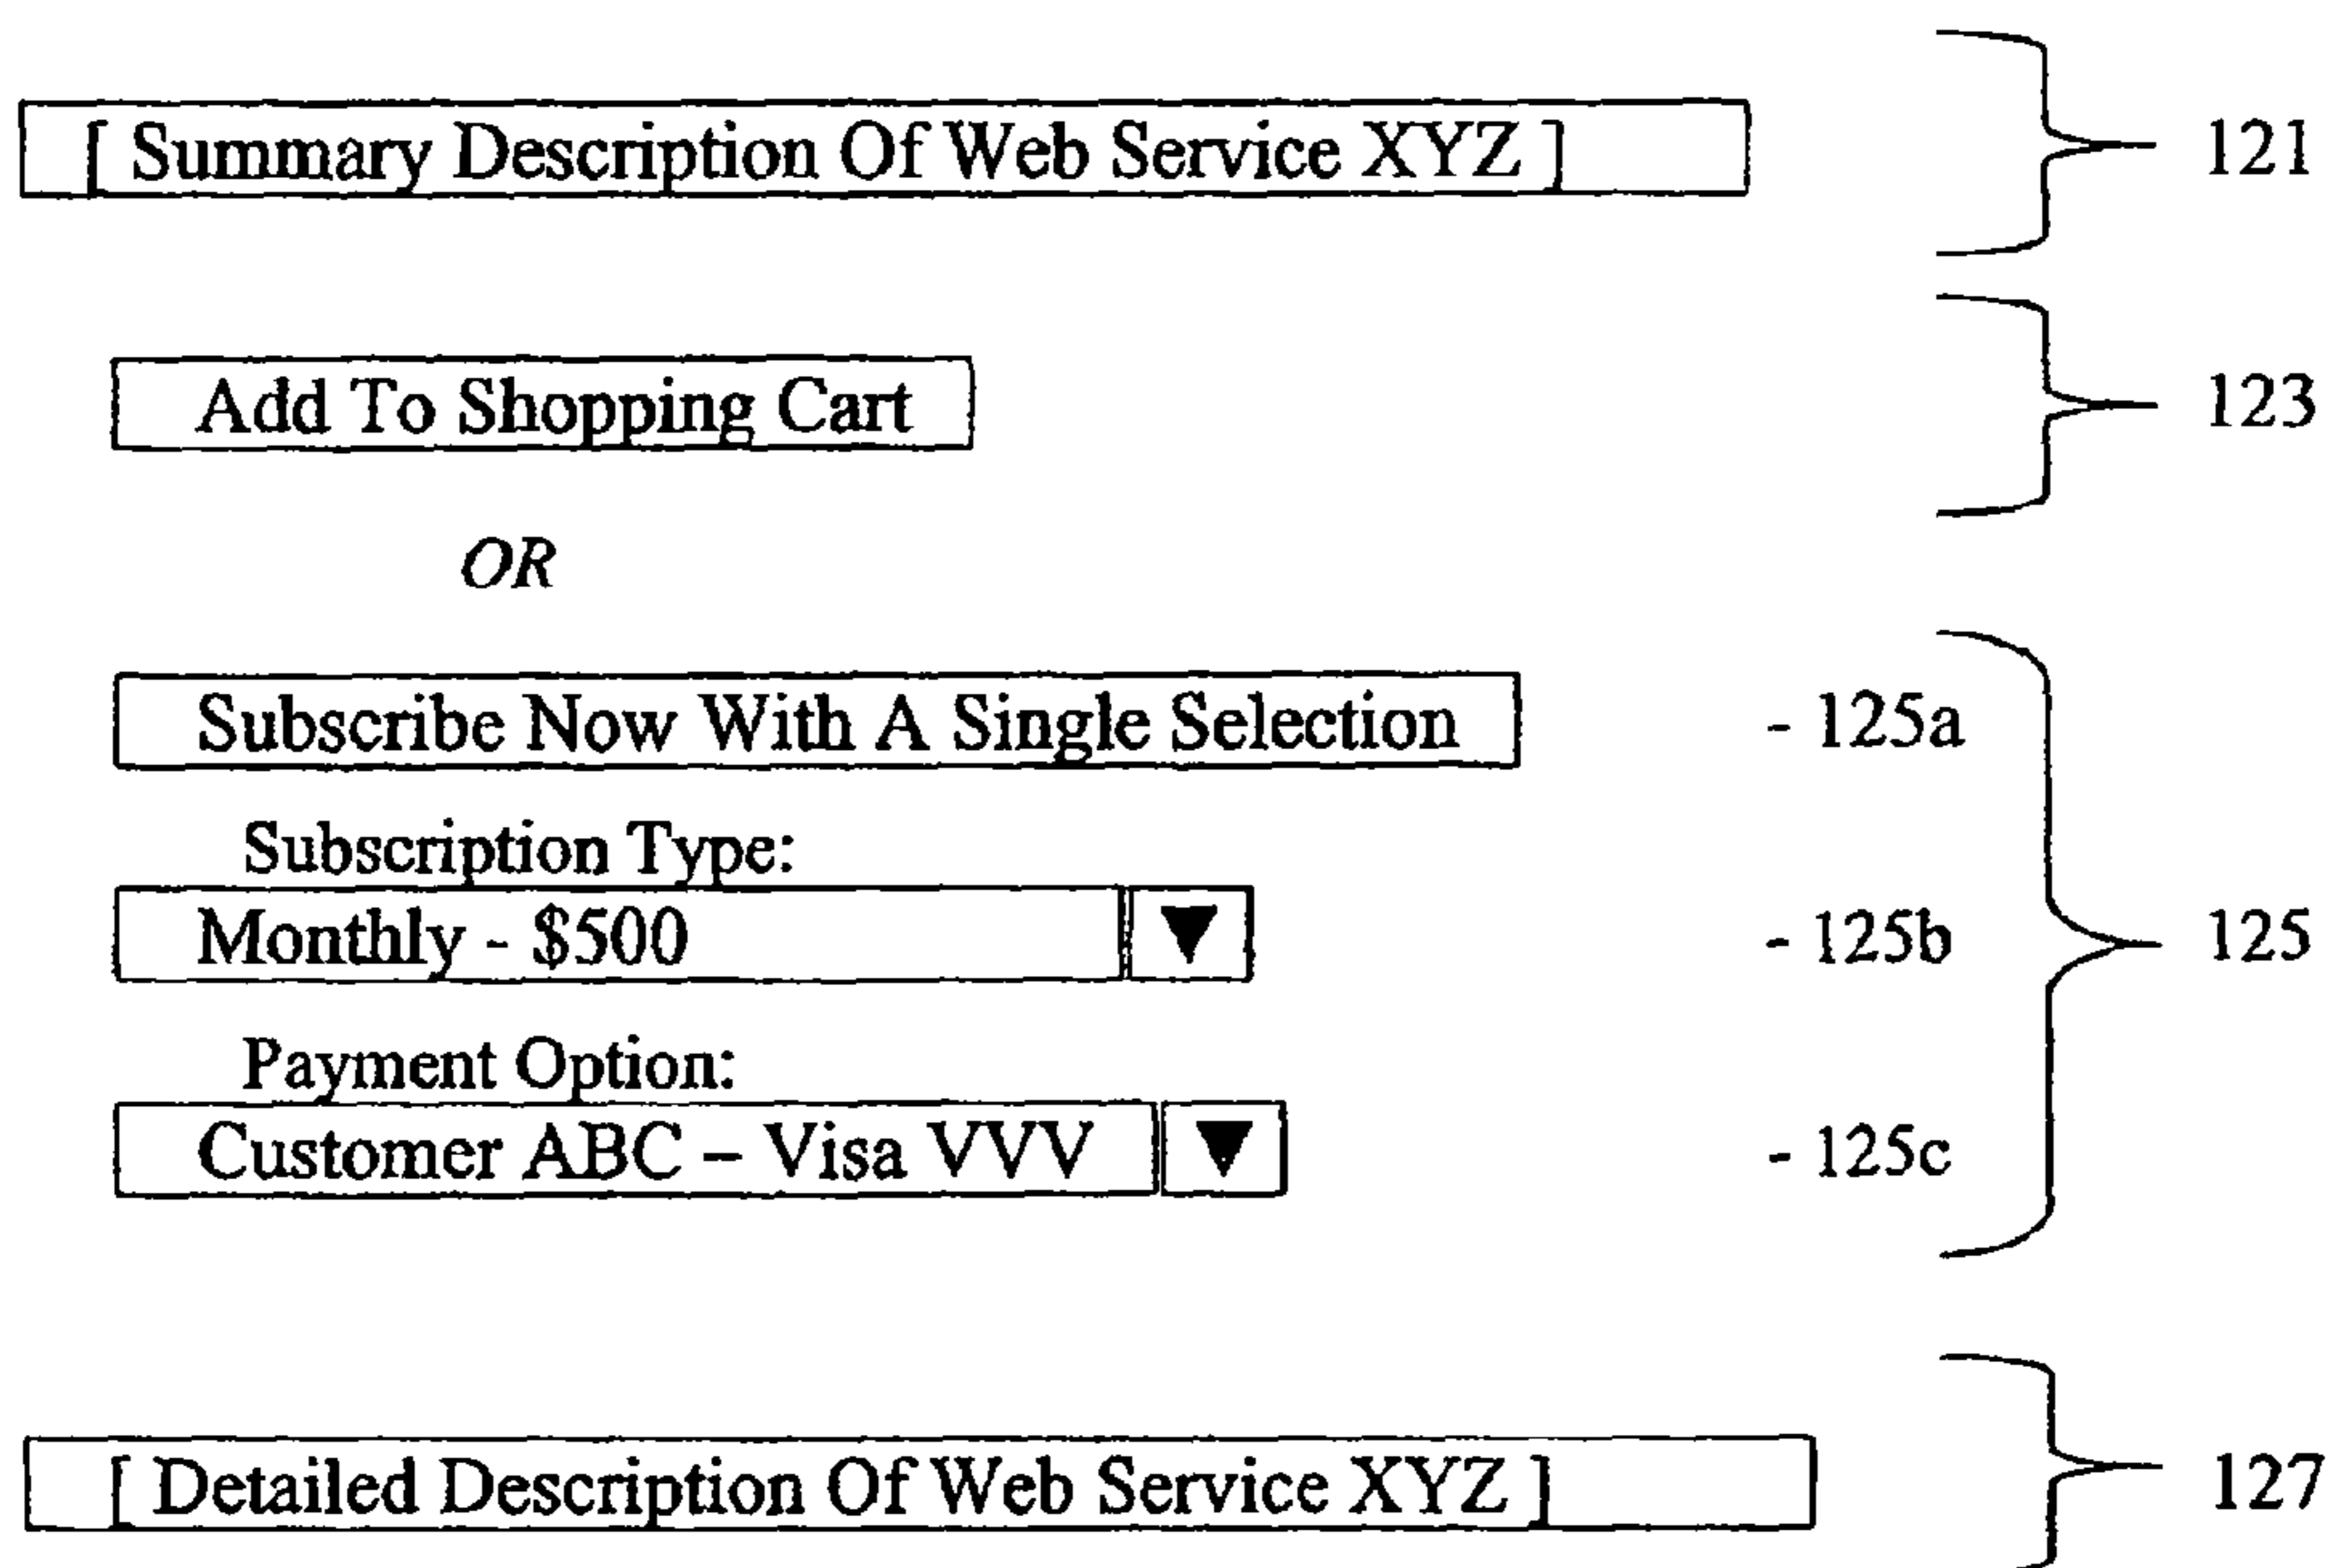 [ Summary Description Of Web Service XYZ ] 121
Add To Shopping Cart 123
OR
Subscribe Now With A Single Selection - 125a
Subscription Type:
Monthly - $500 - 125b 125
Payment Option:
Customer ABC – Visa VVV - 125c
[ Detailed Description Of Web Service XYZ ] 127